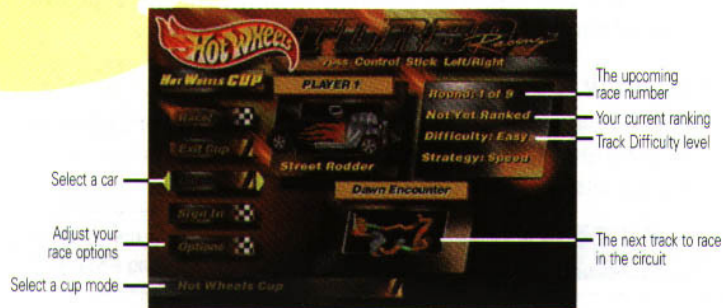 HOT WHEELS
TURBO
Racing
Control Stick Left/Right
HOT WHEELS CUP
PLAYER 1
Round: 1 of 9
Not Yet Ranked
Difficulty: Easy
Strategy: Speed
Race!
Exit Cup
Street Rodder
Dawn Encounter
Sign In
Options
Hot Wheels Cup
Select a car
Adjust your
race options
Select a cup mode
The upcoming
race number
Your current ranking
Track Difficulty level
The next track to race
in the circuit